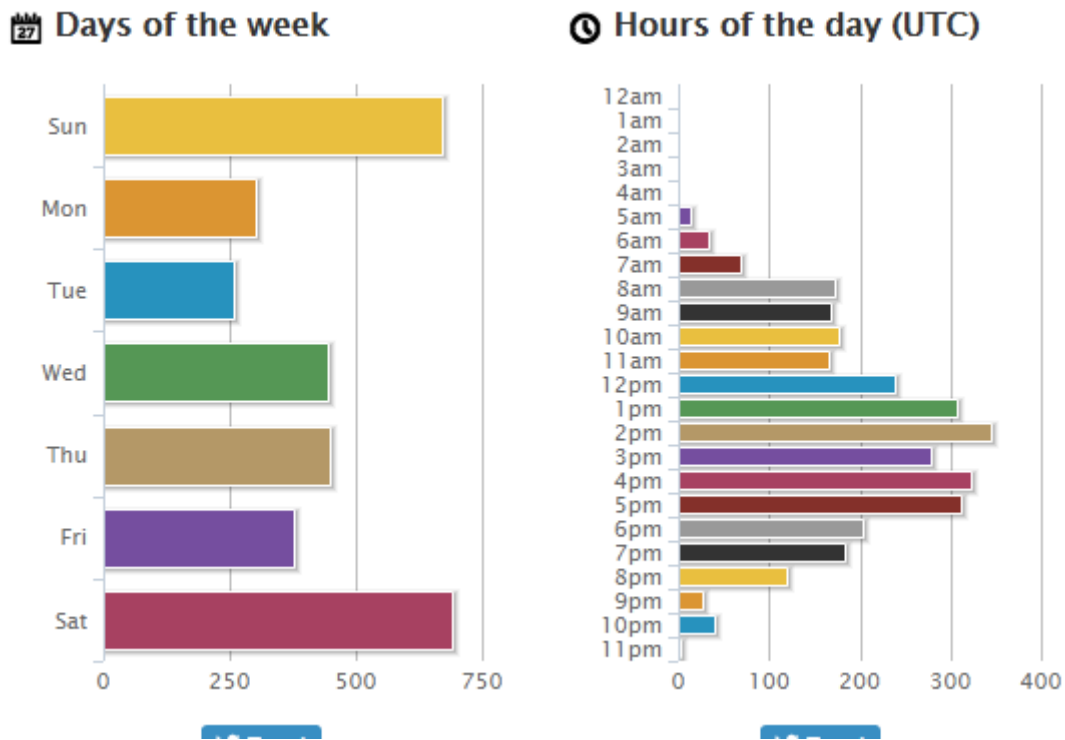 27 Days of the week
Sun
Mon
Tue
Wed
Thu
Fri
Sat
0 250 500 750
Hours of the day (UTC)
12am
1am
2am
3am
4am
5am
6am
7am
8am
9am
10am
11am
12pm
1pm
2pm
3pm
4pm
5pm
6pm
7pm
8pm
9pm
10pm
11pm
0 100 200 300 400